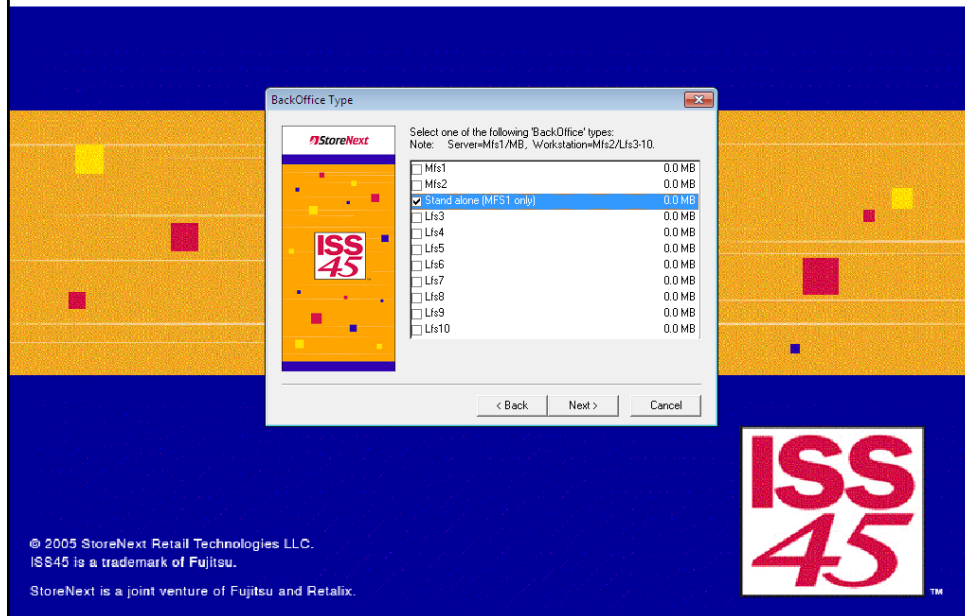 BackOffice Type
StoreNext
Select one of the following 'BackOffice' types:
Note: Server=Mfs1/MB, Workstation=Mfs2/Lfs3-10.
Mfs1 0.0 MB
Mfs2 0.0 MB
Stand alone (MFS1 only) 0.0 MB
Lfs3 0.0 MB
Lfs4 0.0 MB
Lfs5 0.0 MB
Lfs6 0.0 MB
Lfs7 0.0 MB
Lfs8 0.0 MB
Lfs9 0.0 MB
Lfs10 0.0 MB
ISS
45
< Back Next > Cancel
ISS
45
TM
© 2005 StoreNext Retail Technologies LLC.
ISS45 is a trademark of Fujitsu.
StoreNext is a joint venture of Fujitsu and Retalix.